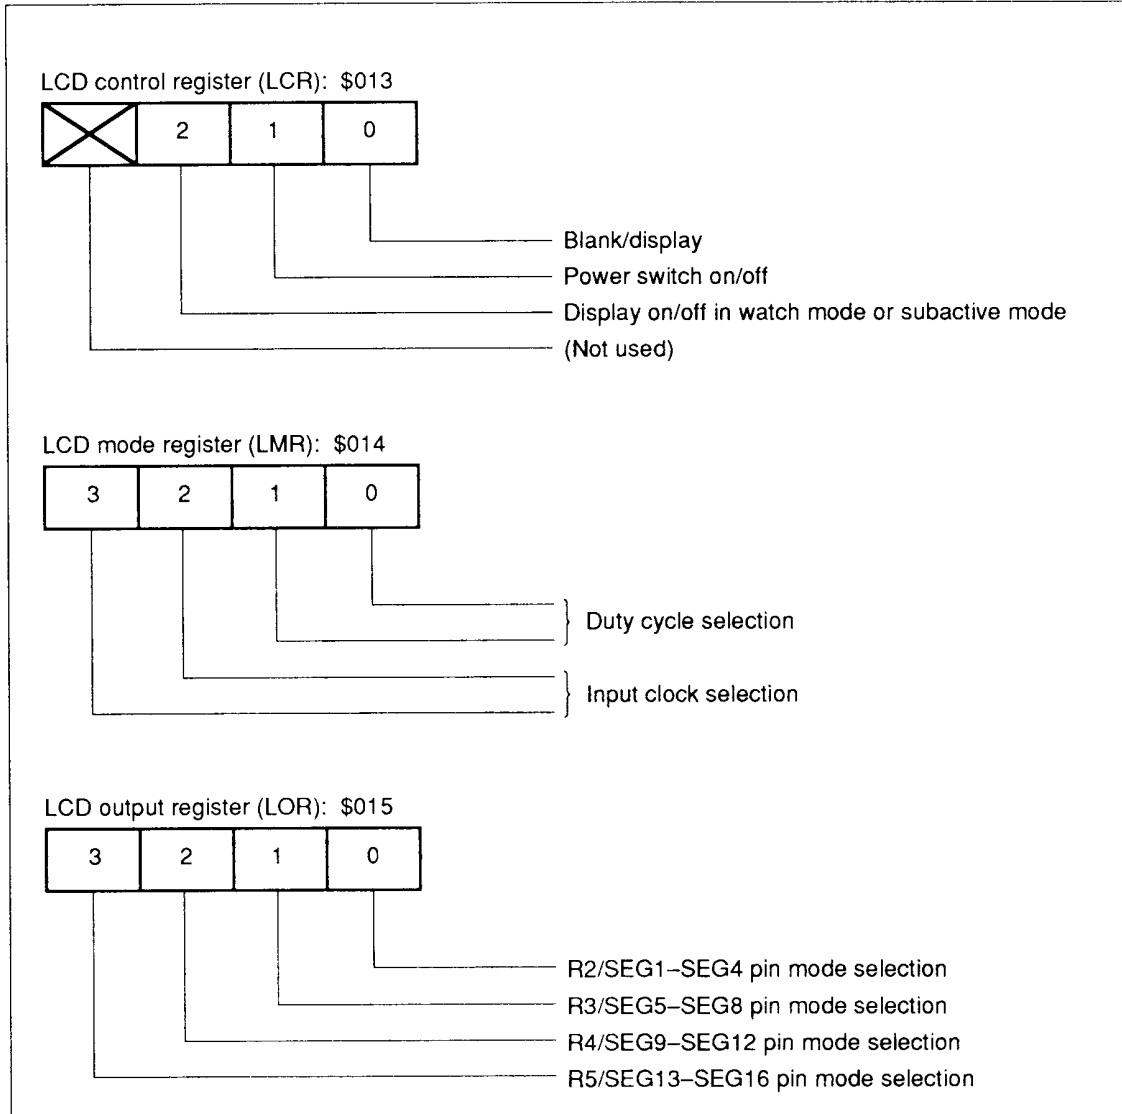 LCD control register (LCR): $013
2 1 0
Blank/display
Power switch on/off
Display on/off in watch mode or subactive mode
(Not used)
LCD mode register (LMR): $014
3 2 1 0
Duty cycle selection
Input clock selection
LCD output register (LOR): $015
3 2 1 0
R2/SEG1–SEG4 pin mode selection
R3/SEG5–SEG8 pin mode selection
R4/SEG9–SEG12 pin mode selection
R5/SEG13–SEG16 pin mode selection